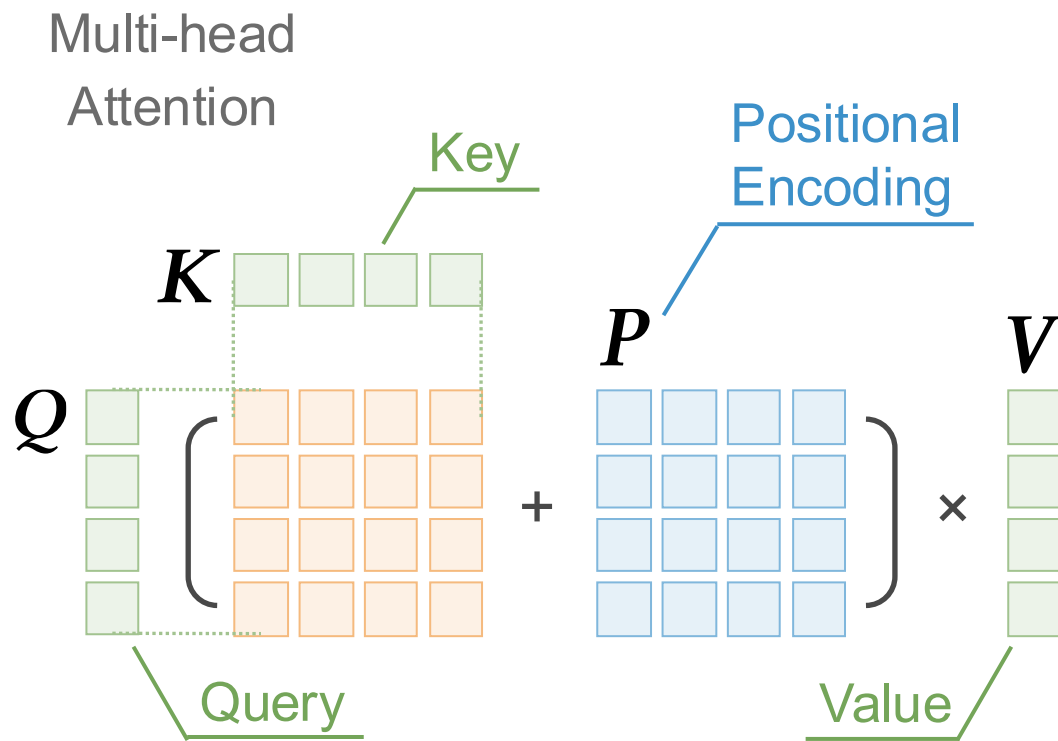 Multi-head
Attention
Key
Positional
Encoding
K
P
V
Q
+
×
Query
Value